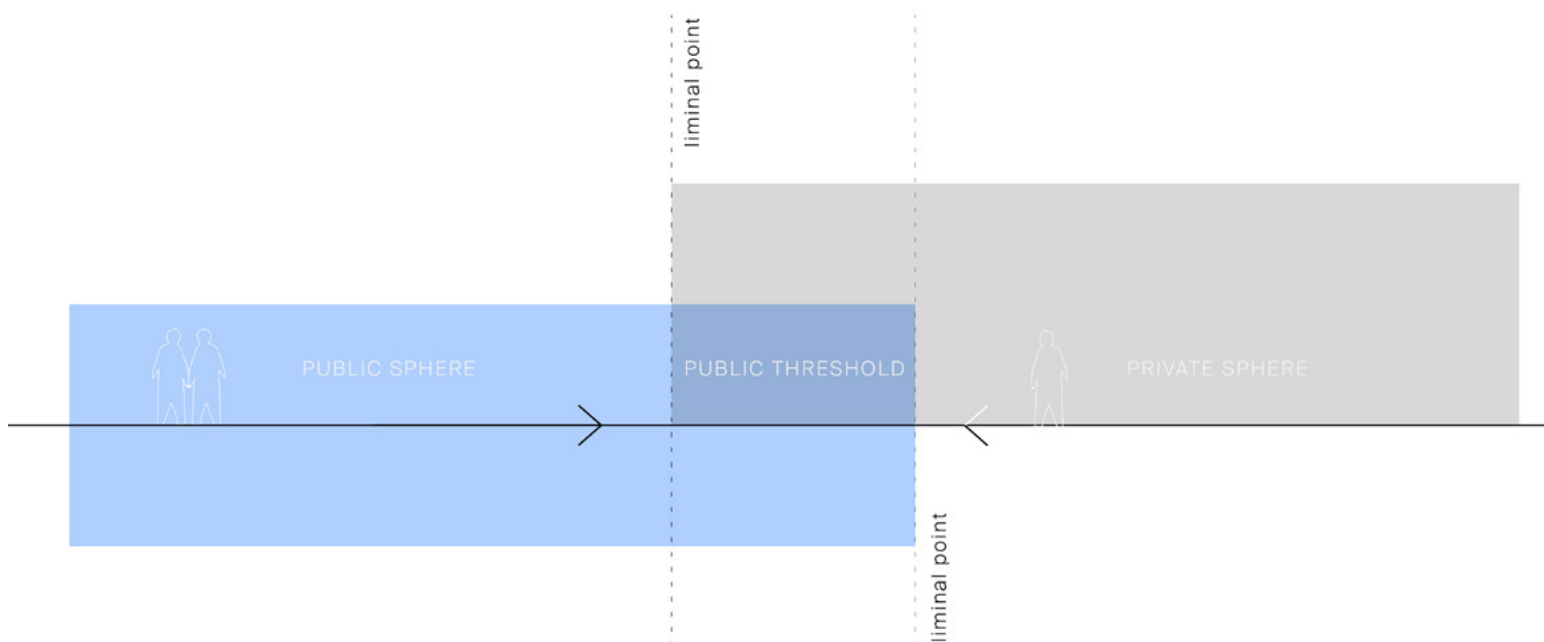 liminal point
PUBLIC SPHERE
PUBLIC THRESHOLD
PRIVATE SPHERE
liminal point